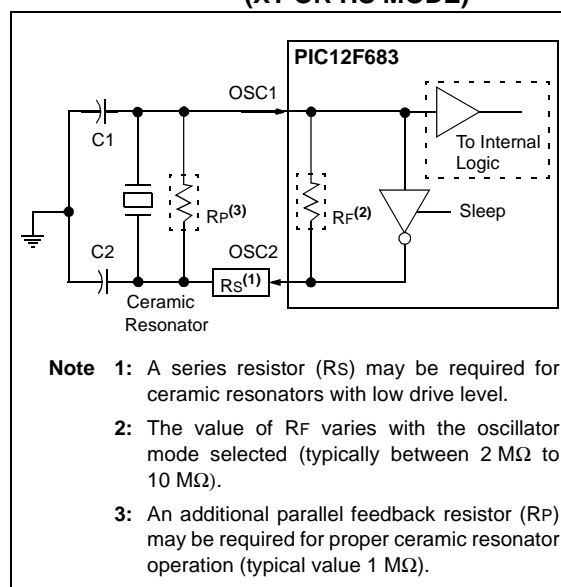 (XT OR HS MODE)
PIC12F683
OSC1
C1
To Internal
Logic
RP(3)
RF(2)
Sleep
C2
OSC2
RS(1)
Ceramic
Resonator
Note 1: A series resistor (RS) may be required for
ceramic resonators with low drive level.
2: The value of RF varies with the oscillator
mode selected (typically between 2 MΩ to
10 MΩ).
3: An additional parallel feedback resistor (RP)
may be required for proper ceramic resonator
operation (typical value 1 MΩ).